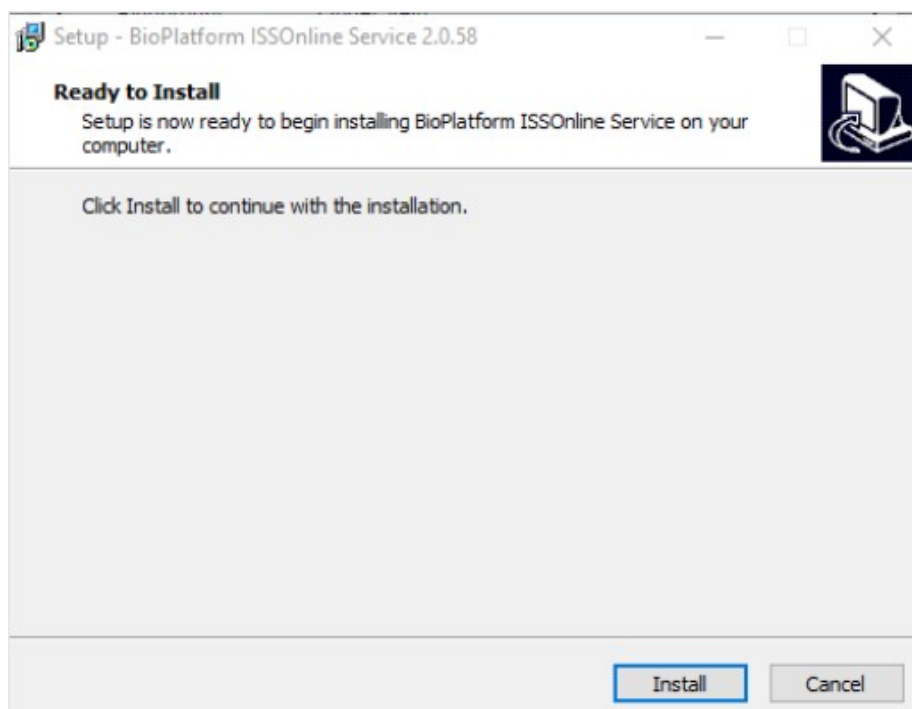 Setup - BioPlatform ISSOnline Service 2.0.58
Ready to Install
Setup is now ready to begin installing BioPlatform ISSOnline Service on your
computer.
Click Install to continue with the installation.
Install
Cancel